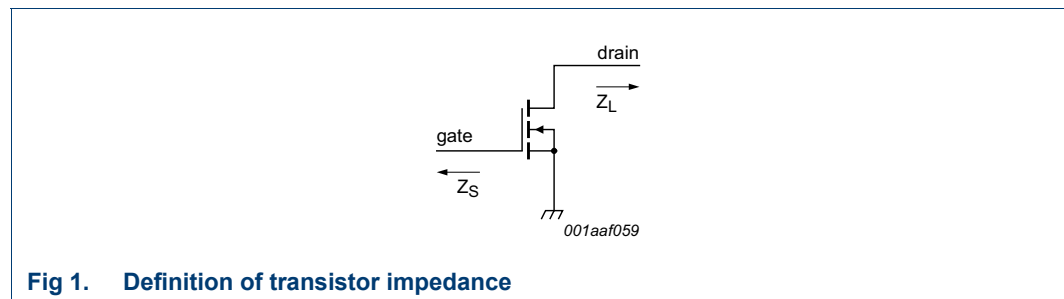 drain
Z_L
gate
Z_S
001aaf059
Fig 1. Definition of transistor impedance